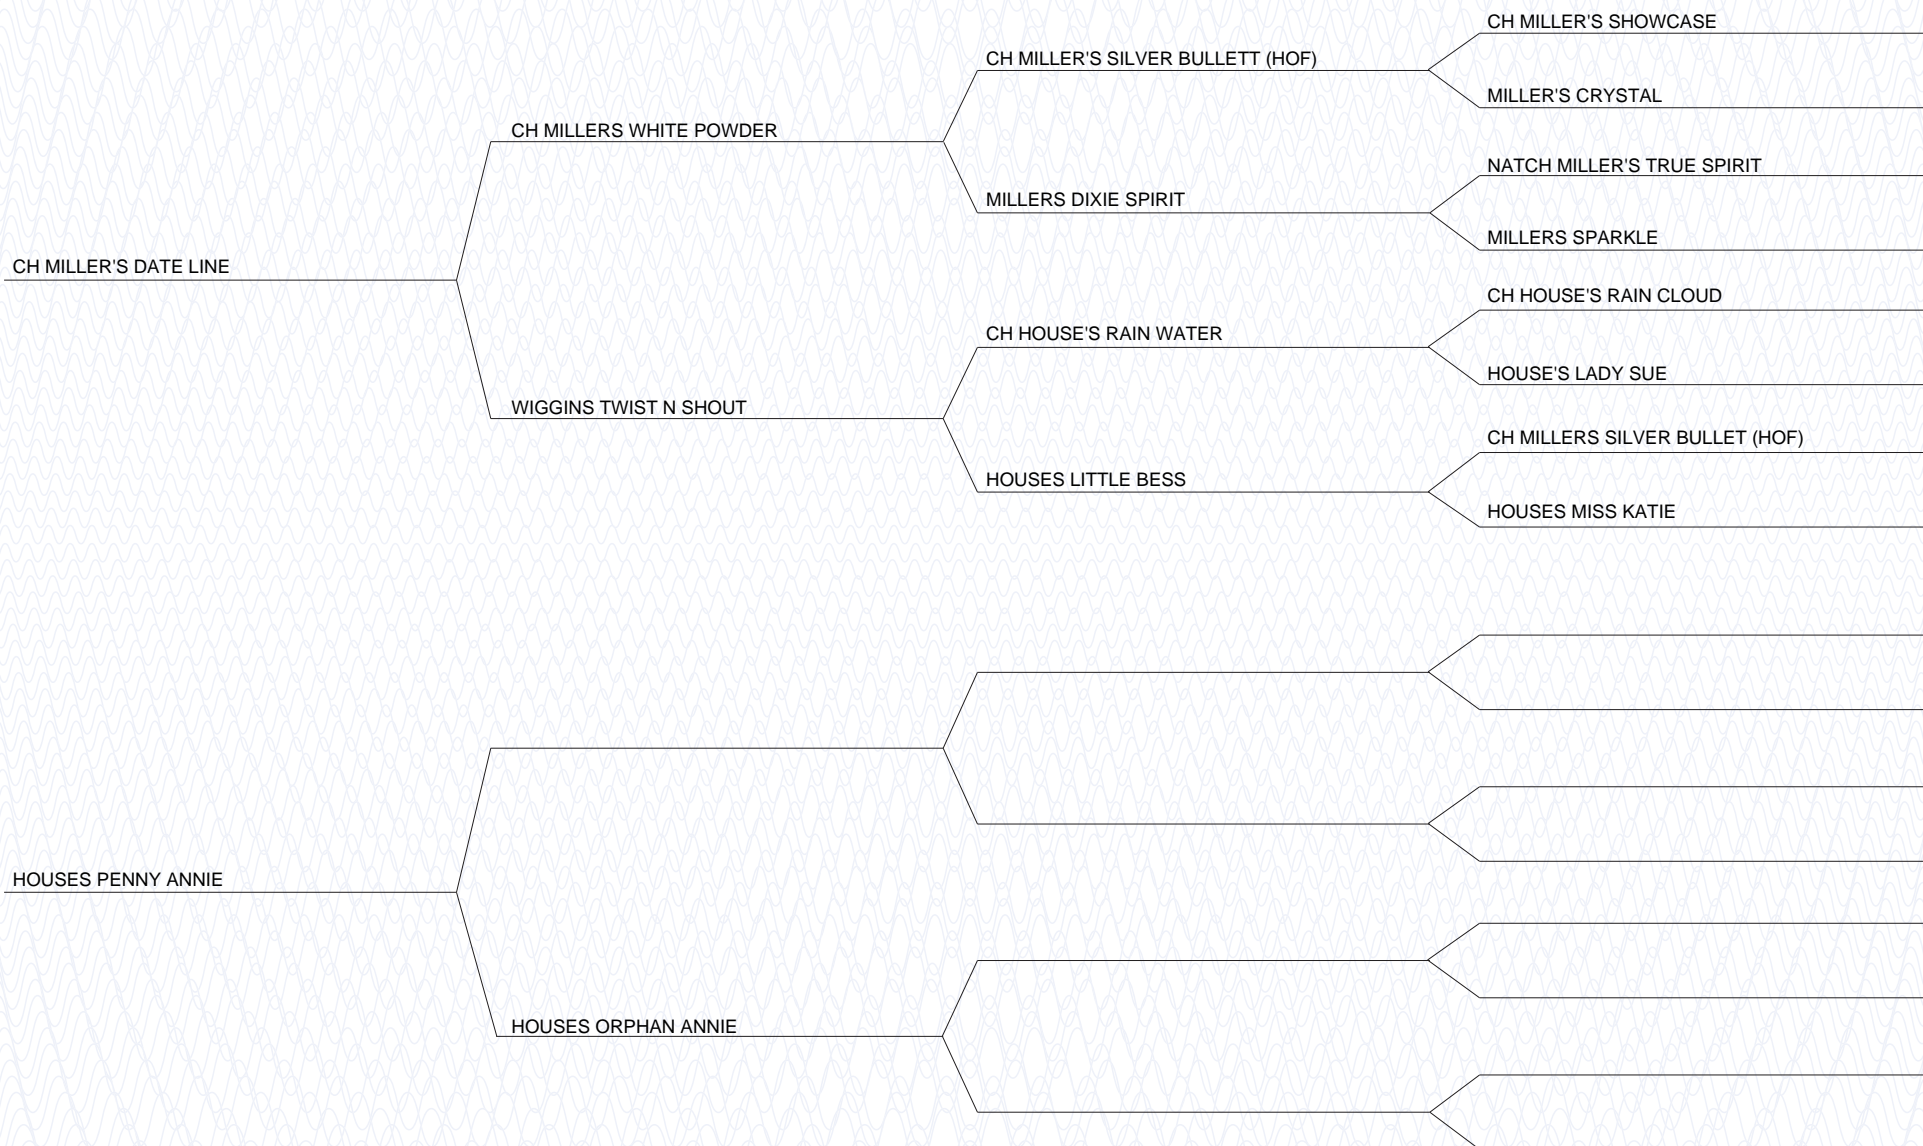 CH MILLER'S SHOWCASE
CH MILLER'S SILVER BULLETT (HOF)
MILLER'S CRYSTAL
CH MILLERS WHITE POWDER
NATCH MILLER'S TRUE SPIRIT
MILLERS DIXIE SPIRIT
MILLERS SPARKLE
CH MILLER'S DATE LINE
CH HOUSE'S RAIN CLOUD
CH HOUSE'S RAIN WATER
HOUSE'S LADY SUE
WIGGINS TWIST N SHOUT
CH MILLERS SILVER BULLET (HOF)
HOUSES LITTLE BESS
HOUSES MISS KATIE
HOUSES PENNY ANNIE
HOUSES ORPHAN ANNIE